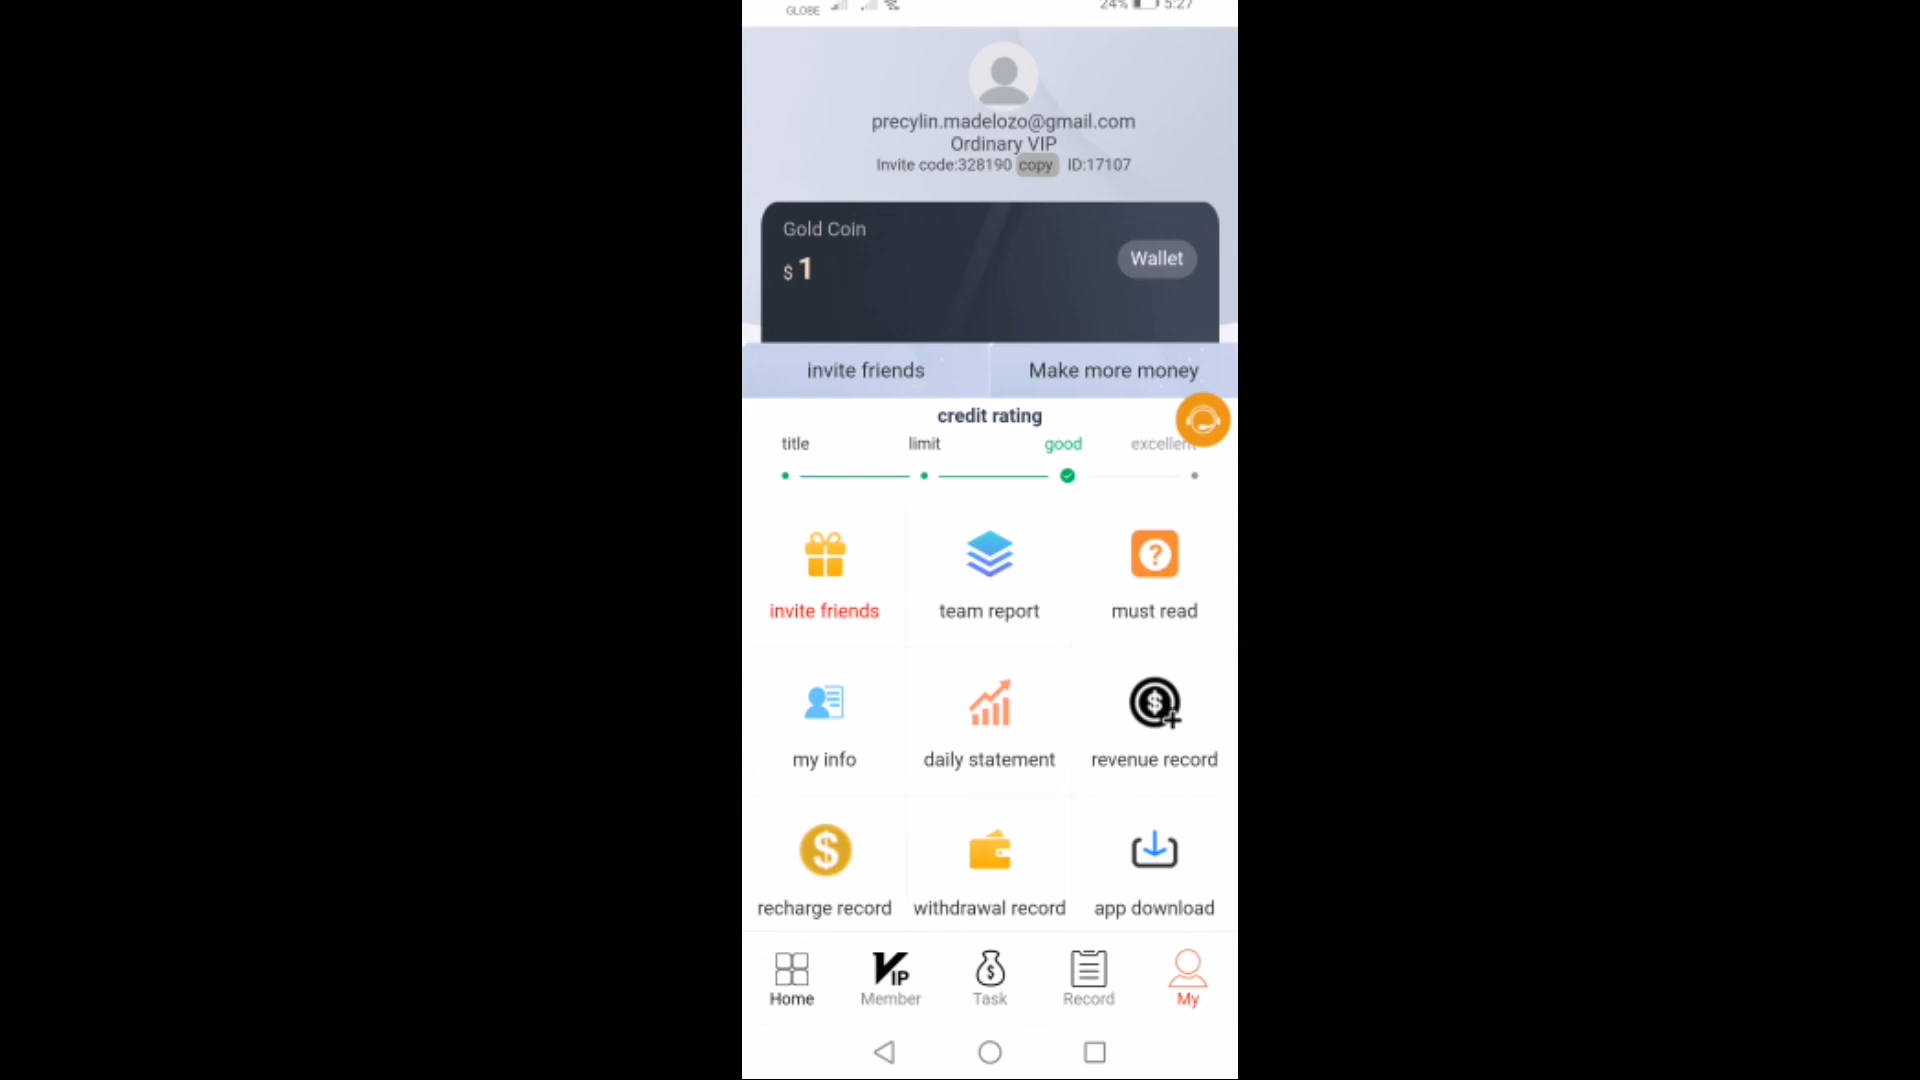 GLOBE 24% 5:27
precylin.madelozo@gmail.com
Ordinary VIP
Invite code:328190 copy ID:17107
Gold Coin
$ 1
Wallet
invite friends Make more money
credit rating
title limit good excellent
invite friends team report must read
my info daily statement revenue record
recharge record withdrawal record app download
VIP
Home Member Task Record My